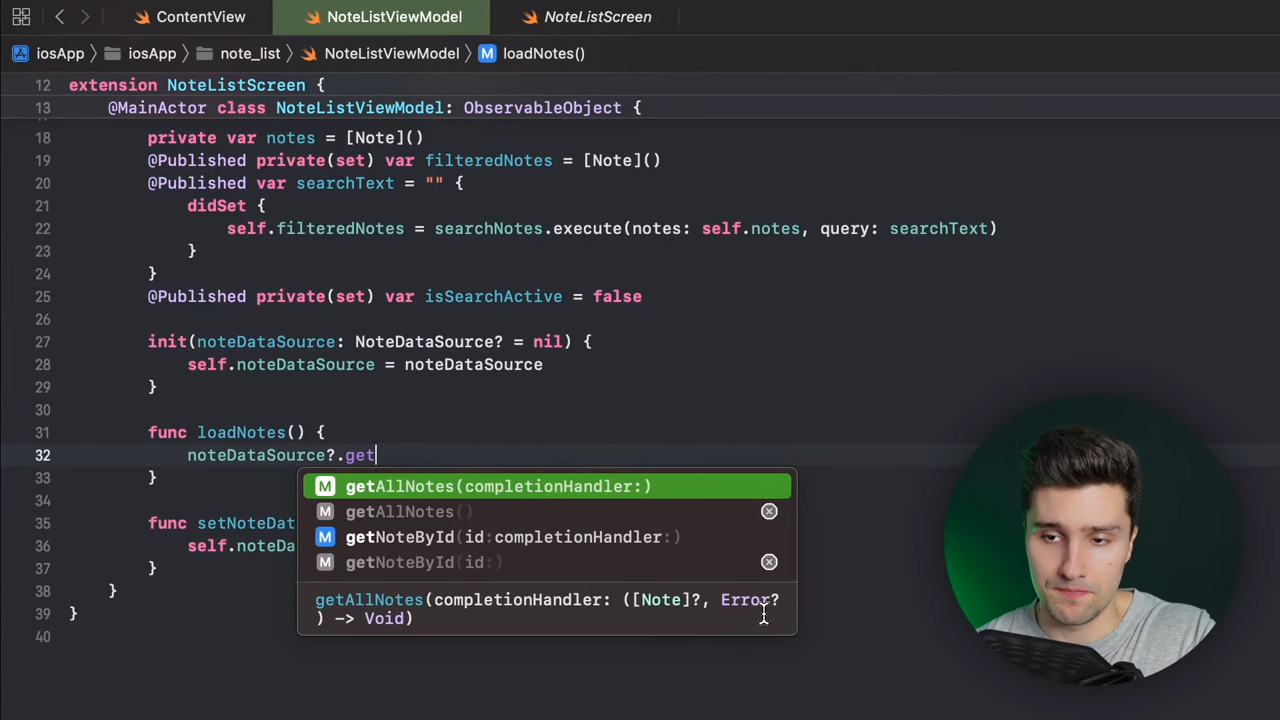 ContentView
NoteListViewModel
NoteListScreen
iosApp
iosApp
note_list
NoteListViewModel
M loadNotes()
12 extension NoteListScreen {
13 @MainActor class NoteListViewModel: ObservableObject {
18 private var notes = [Note]()
19 @Published private(set) var filteredNotes = [Note]()
20 @Published var searchText = "" {
21 didSet {
22 self.filteredNotes = searchNotes.execute(notes: self.notes, query: searchText)
23 }
24 }
25 @Published private(set) var isSearchActive = false
26
27 init(noteDataSource: NoteDataSource? = nil) {
28 self.noteDataSource = noteDataSource
29 }
30
31 func loadNotes() {
32 noteDataSource?.get
33 }
34
35 func setNoteDat
36 self.noteDa
37 }
38 }
39 }
40
M getAllNotes(completionHandler:)
M getAllNotes()
M getNoteById(id:completionHandler:)
M getNoteById(id:)
getAllNotes(completionHandler: ([Note]?, Error?
) -> Void)